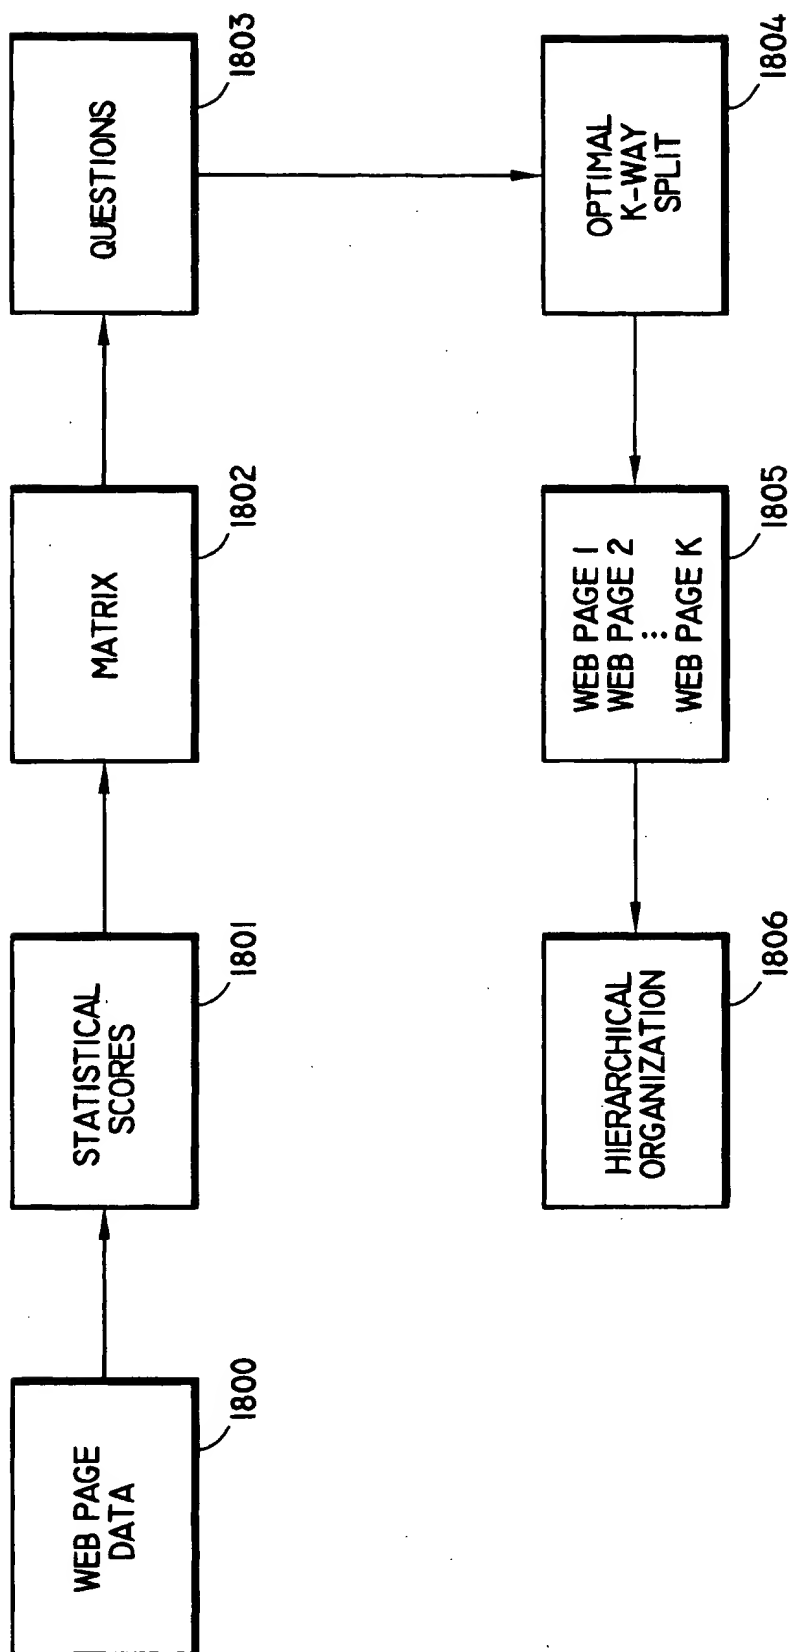 WEB PAGE
DATA
1800
STATISTICAL
SCORES
1801
MATRIX
1802
QUESTIONS
1803
OPTIMAL
K-WAY
SPLIT
1804
WEB PAGE 1
WEB PAGE 2
⋮
WEB PAGE K
1805
HIERARCHICAL
ORGANIZATION
1806